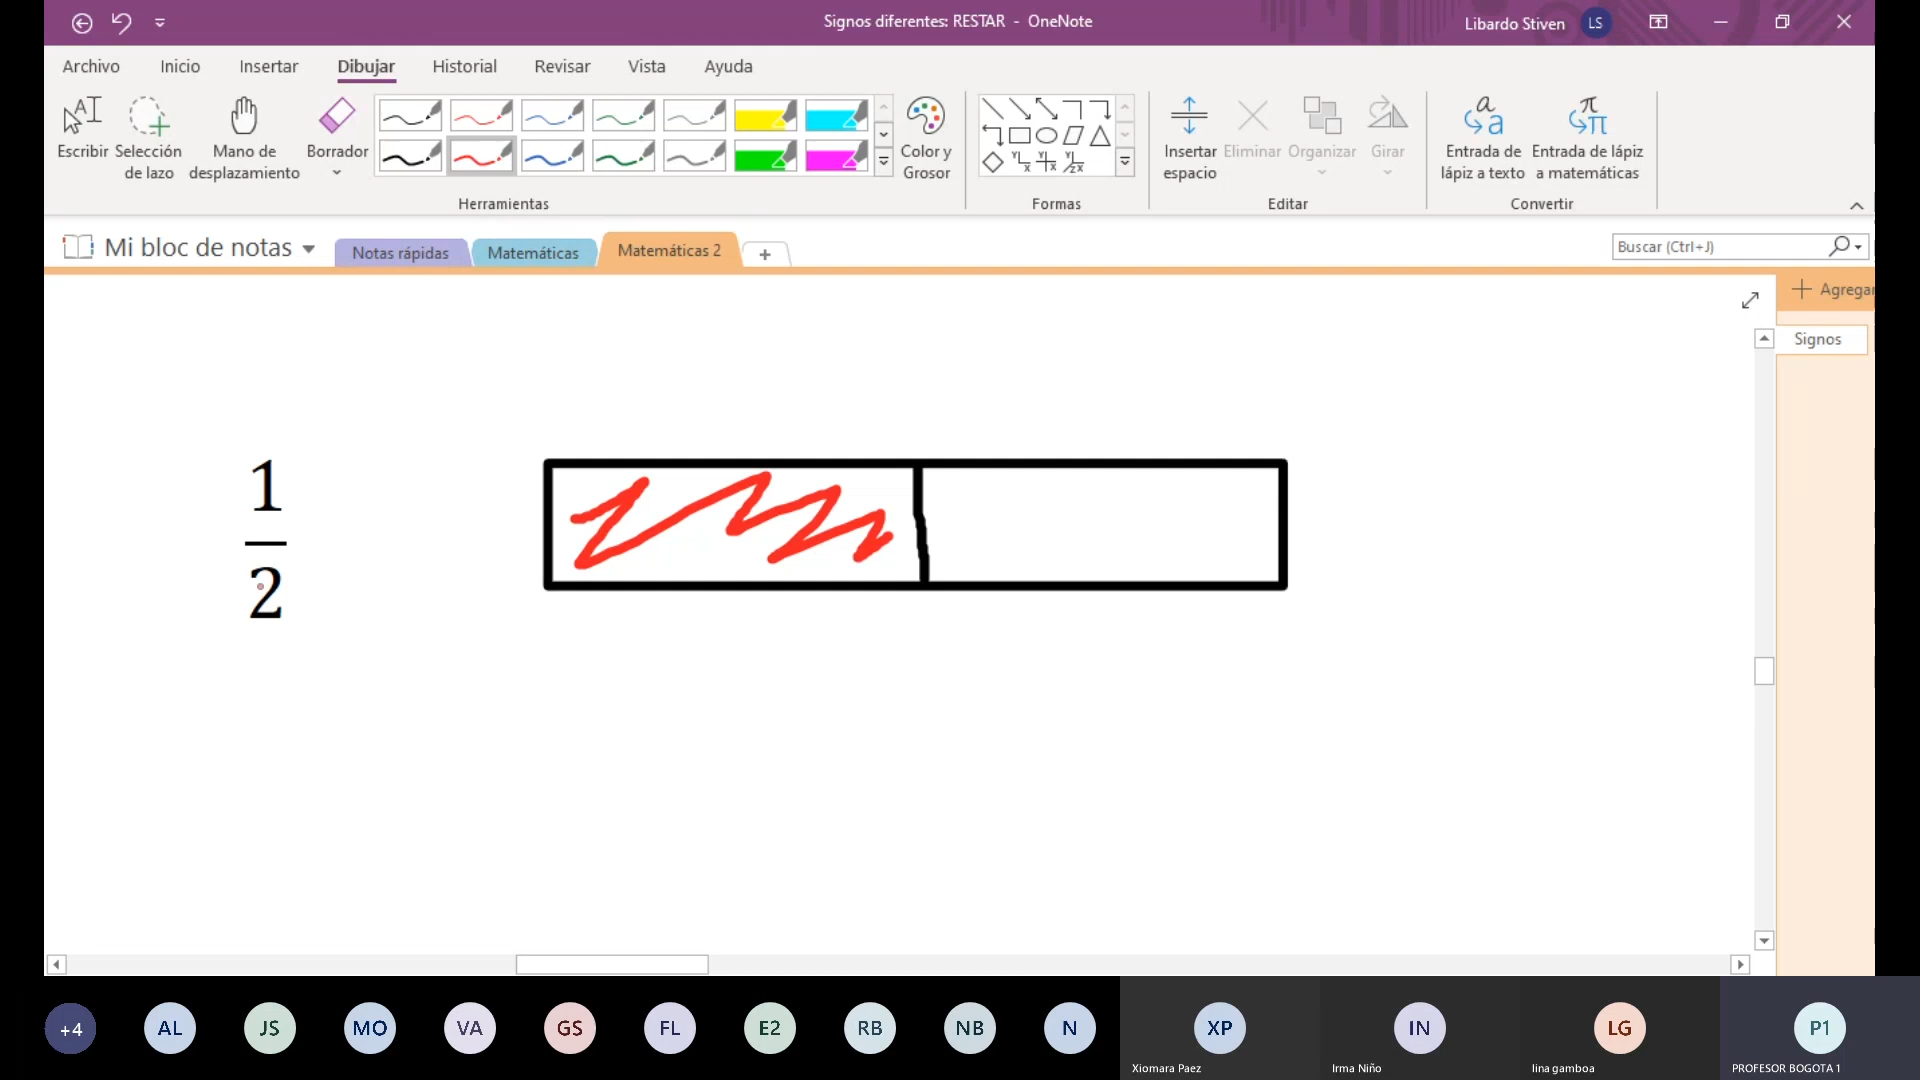 Signos diferentes: RESTAR - OneNote
Libardo Stiven
LS
Archivo
Inicio
Insertar
Dibujar
Historial
Revisar
Vista
Ayuda
Escribir
Selección de lazo
Mano de desplazamiento
Borrador
Color y Grosor
Insertar espacio
Eliminar
Organizar
Girar
a
a
Entrada de lápiz a texto
π
π
Entrada de lápiz a matemáticas
Herramientas
Formas
Editar
Convertir
Mi bloc de notas
Notas rápidas
Matemáticas
Matemáticas 2
Buscar (Ctrl+J)
Agregar
Signos
1
2
+4
AL
JS
MO
VA
GS
FL
E2
RB
NB
N
XP
Xiomara Paez
IN
Irma Niño
LG
lina gamboa
P1
PROFESOR BOGOTA 1